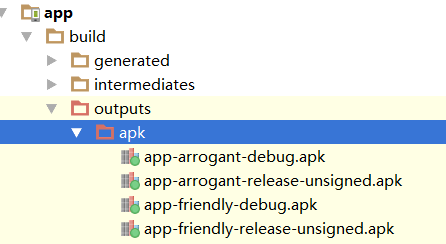 app
build
generated
intermediates
outputs
apk
app-arrogant-debug.apk
app-arrogant-release-unsigned.apk
app-friendly-debug.apk
app-friendly-release-unsigned.apk